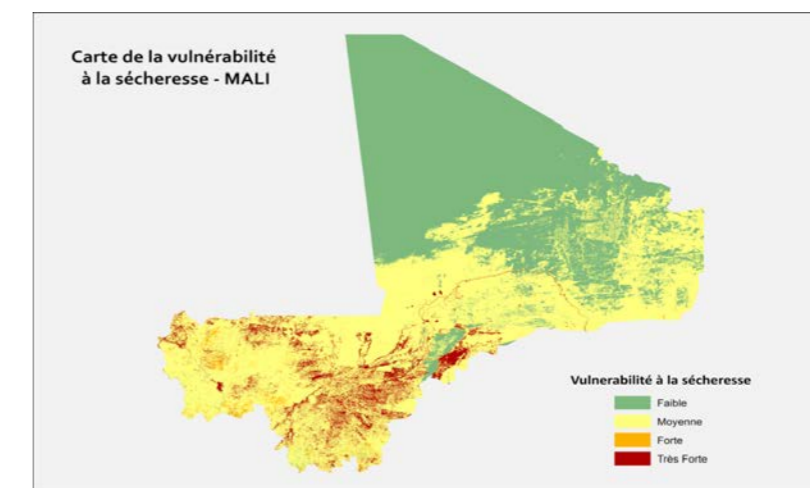 Carte de la vulnérabilité
à la sécheresse - MALI
Vulnerabilité à la sécheresse
Faible
Moyenne
Forte
Très Forte